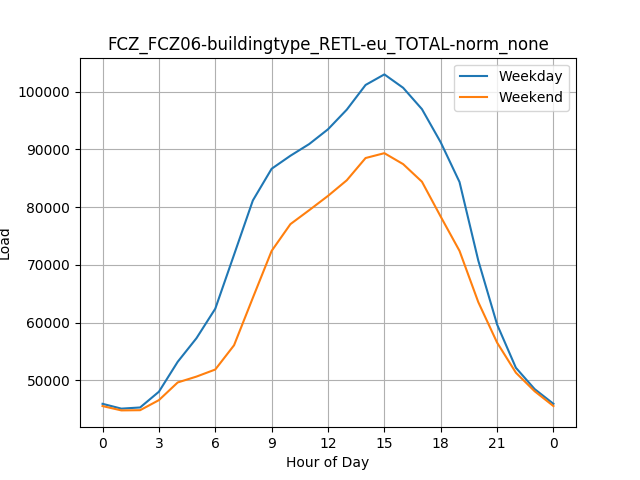 FCZ_FCZ06-buildingtype_RETL-eu_TOTAL-norm_none
Weekday
Weekend
100000
90000
80000
70000
60000
50000
Load
0 3 6 9 12 15 18 21 0
Hour of Day